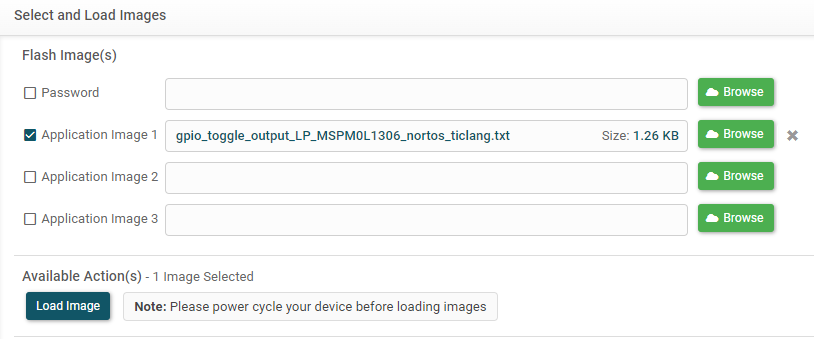 Select and Load Images
Flash Image(s)
Password Browse
Application Image 1 gpio_toggle_output_LP_MSPM0L1306_nortos_ticlang.txt Size: 1.26 KB Browse
Application Image 2 Browse
Application Image 3 Browse
Available Action(s) - 1 Image Selected
Load Image Note: Please power cycle your device before loading images